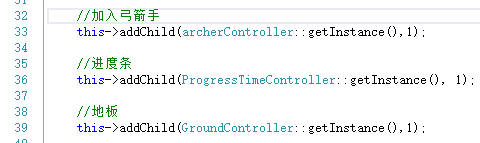 32 //加入弓箭手
33 this->addChild(archerController::getInstance(),1);
34
35 //进度条
36 this->addChild(ProgressTimeController::getInstance(), 1);
37
38 //地板
39 this->addChild(GroundController::getInstance(),1);